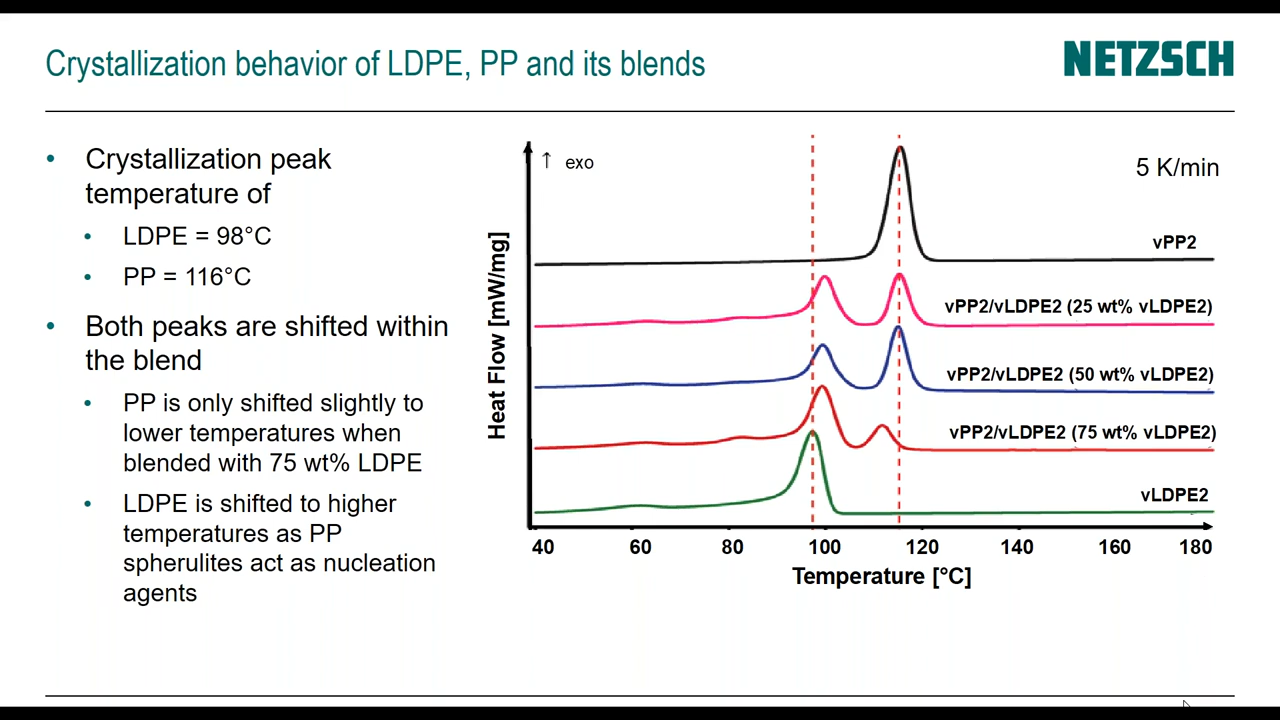 Crystallization behavior of LDPE, PP and its blends
NETZSCH
• Crystallization peak
temperature of
• LDPE = 98°C
• PP = 116°C
• Both peaks are shifted within
the blend
• PP is only shifted slightly to
lower temperatures when
blended with 75 wt% LDPE
• LDPE is shifted to higher
temperatures as PP
spherulites act as nucleation
agents
↑ exo
5 K/min
Heat Flow [mW/mg]
vPP2
vPP2/vLDPE2 (25 wt% vLDPE2)
vPP2/vLDPE2 (50 wt% vLDPE2)
vPP2/vLDPE2 (75 wt% vLDPE2)
vLDPE2
40 60 80 100 120 140 160 180
Temperature [°C]